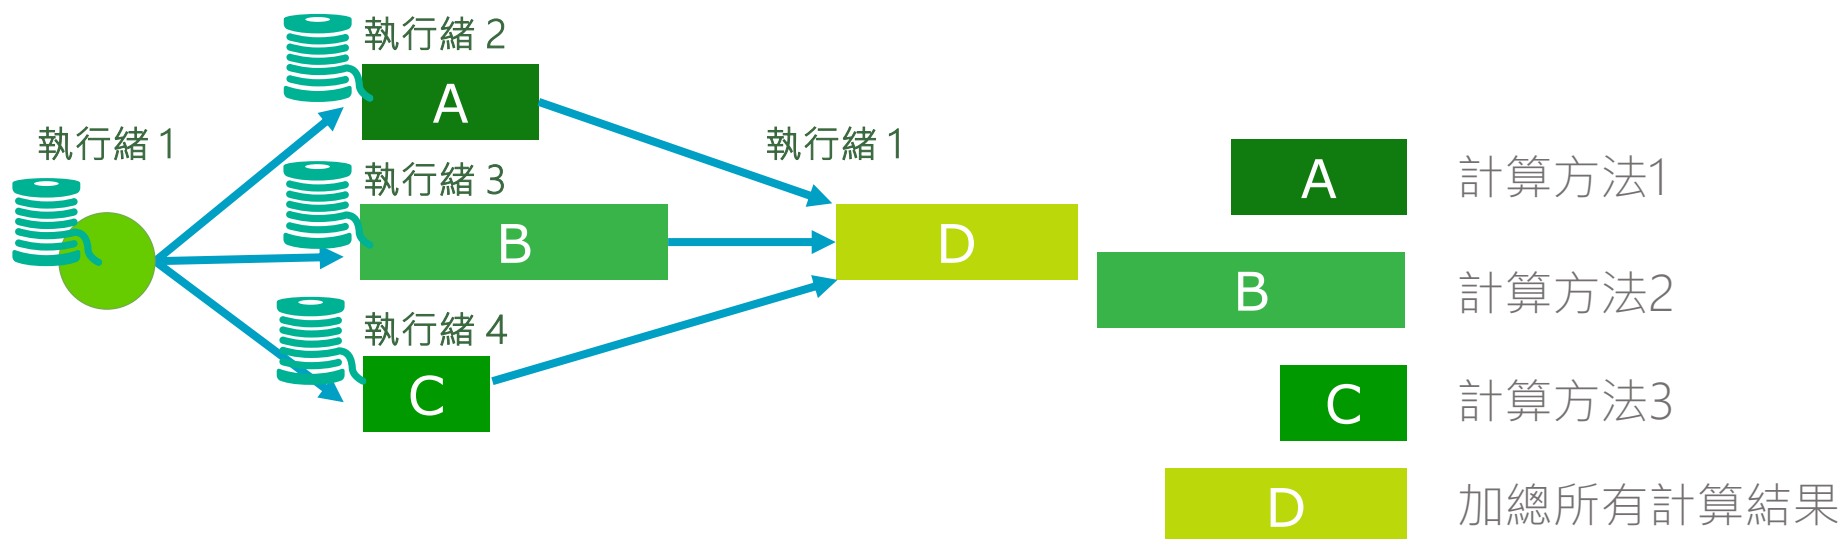 執行緒 2
A
執行緒 1
執行緒 3
B
執行緒 4
C
執行緒 1
D
A 計算方法1
B 計算方法2
C 計算方法3
D 加總所有計算結果